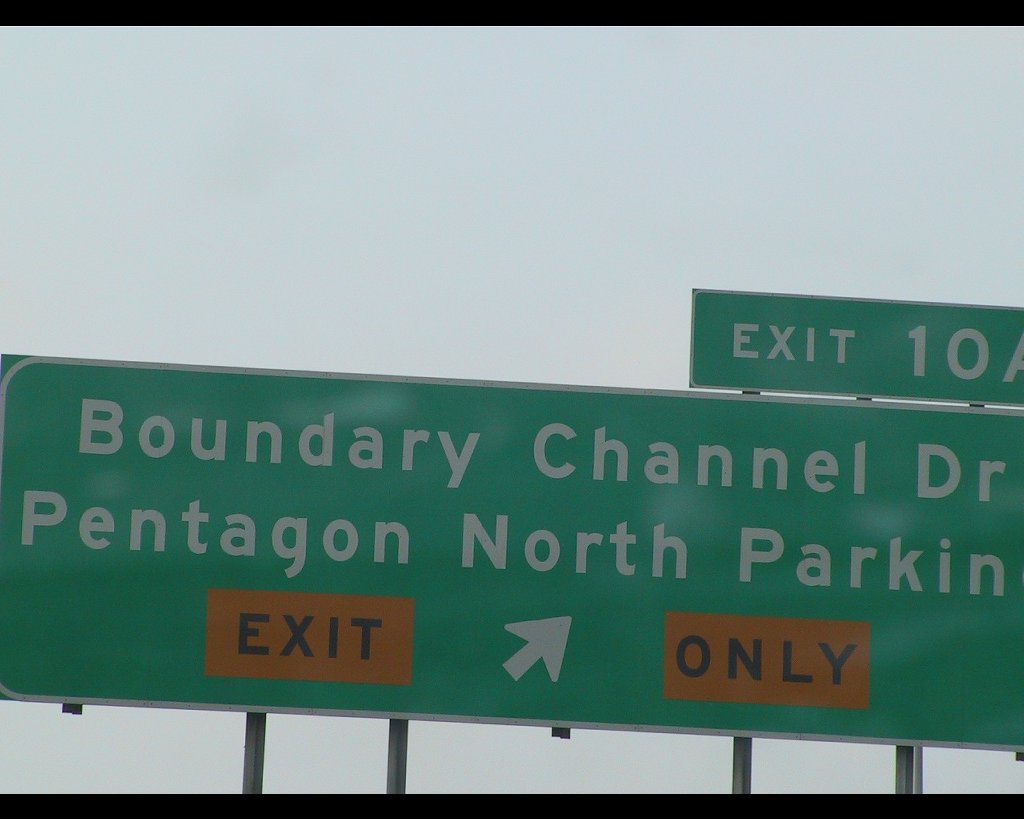 EXIT 10A
Boundary Channel Dr
Pentagon North Parkin
EXIT ONLY